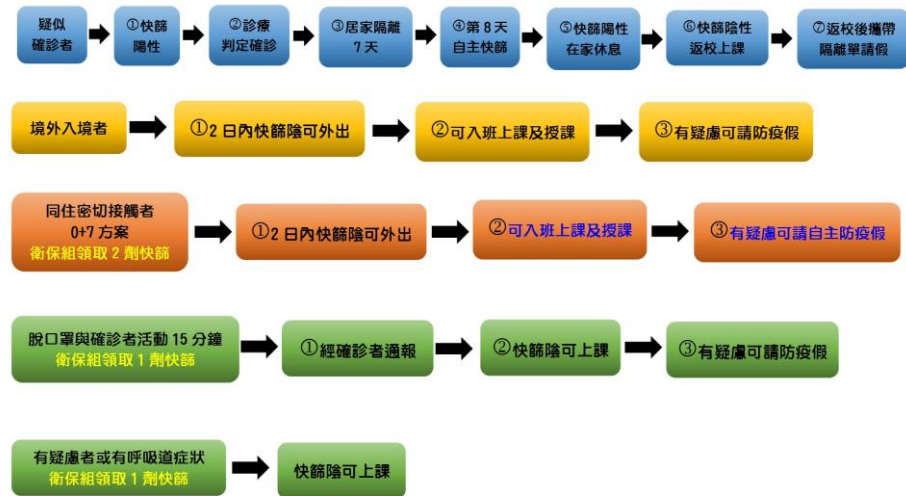 疑似
確診者
①快篩
陽性
②診療
判定確診
③居家隔離
7 天
④第 8 天
自主快篩
⑤快篩陽性
在家休息
⑥快篩陰性
返校上課
⑦返校後攜帶
隔離單請假
境外入境者
①2 日內快篩陰可外出
②可入班上課及授課
③有疑慮可請防疫假
同住密切接觸者
0+7 方案
衛保組領取 2 劑快篩
①2 日內快篩陰可外出
②可入班上課及授課
③有疑慮可請自主防疫假
脫口罩與確診者活動 15 分鐘
衛保組領取 1 劑快篩
①經確診者通報
②快篩陰可上課
③有疑慮可請防疫假
有疑慮者或有呼吸道症狀
衛保組領取 1 劑快篩
快篩陰可上課